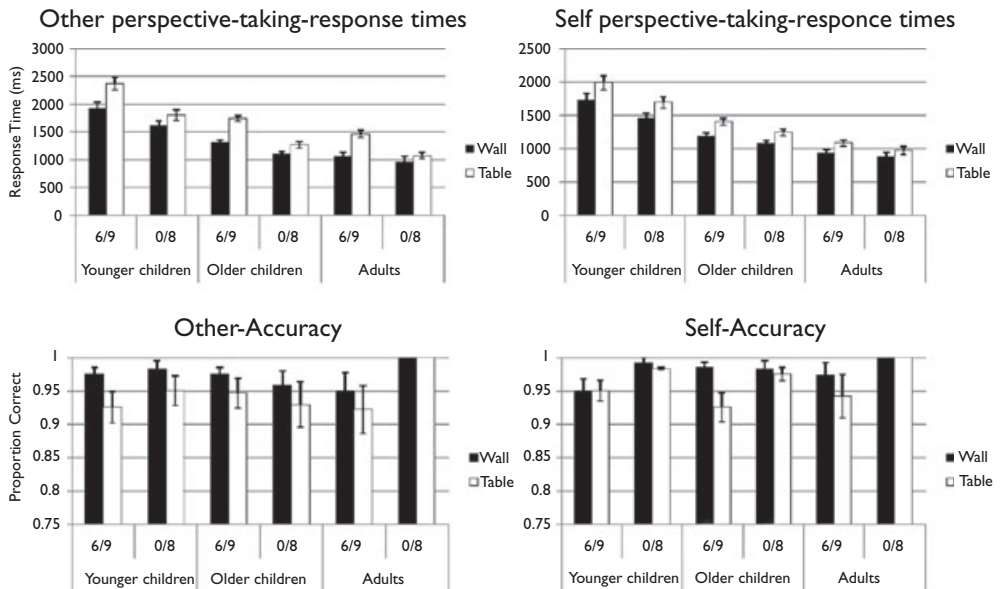 Other perspective-taking-response times
Response Time (ms)
3000
2500
2000
1500
1000
500
0
Wall
Table
6/9 0/8 6/9 0/8 6/9 0/8
Younger children Older children Adults
Self perspective-taking-responce times
2500
2000
1500
1000
500
0
Wall
Table
6/9 0/8 6/9 0/8 6/9 0/8
Younger children Older children Adults
Other-Accuracy
Proportion Correct
1
0.95
0.9
0.85
0.8
0.75
Wall
Table
6/9 0/8 6/9 0/8 6/9 0/8
Younger children Older children Adults
Self-Accuracy
1
0.95
0.9
0.85
0.8
0.75
Wall
Table
6/9 0/8 6/9 0/8 6/9 0/8
Younger children Older children Adults